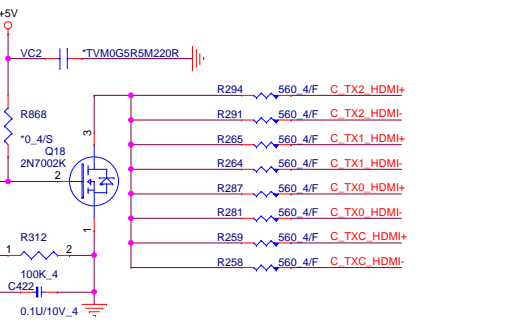 +5V
VC2 *TVM0G5R5M220R
R294 560_4/F C_TX2_HDMI+
R291 560_4/F C_TX2_HDMI-
R868
3
R265 560_4/F C_TX1_HDMI+
*0_4/S
Q18
2N7002K
R264 560_4/F C_TX1_HDMI-
2
R287 560_4/F C_TX0_HDMI+
R281 560_4/F C_TX0_HDMI-
1
R312
R259 560_4/F C_TXC_HDMI+
1 2
R258 560_4/F C_TXC_HDMI-
100K_4
C422
0.1U/10V_4